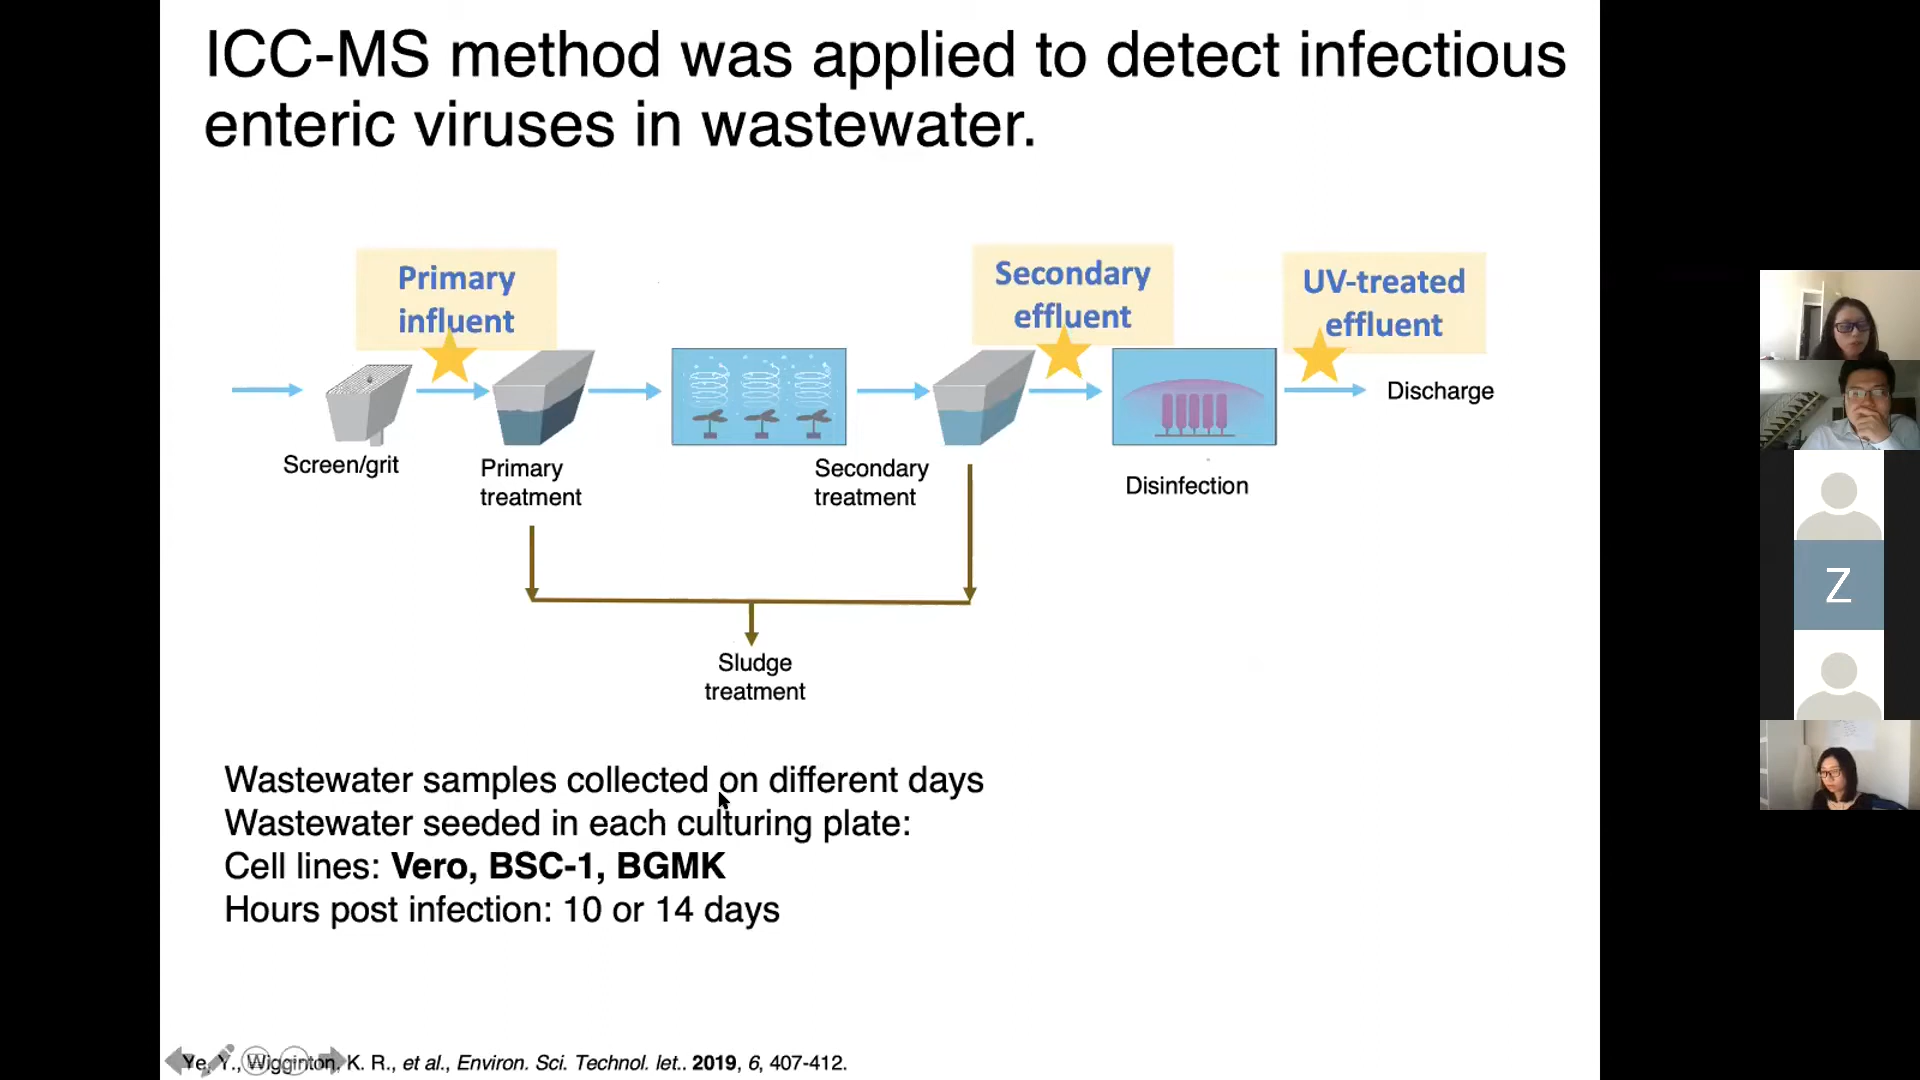 ICC-MS method was applied to detect infectious
enteric viruses in wastewater.
Primary
influent
Secondary
effluent
UV-treated
effluent
Discharge
Screen/grit
Primary
treatment
Secondary
treatment
Disinfection
Sludge
treatment
Wastewater samples collected on different days
Wastewater seeded in each culturing plate:
Cell lines: Vero, BSC-1, BGMK
Hours post infection: 10 or 14 days
Ye, Y., Wigginton, K. R., et al., Environ. Sci. Technol. let.. 2019, 6, 407-412.
Z